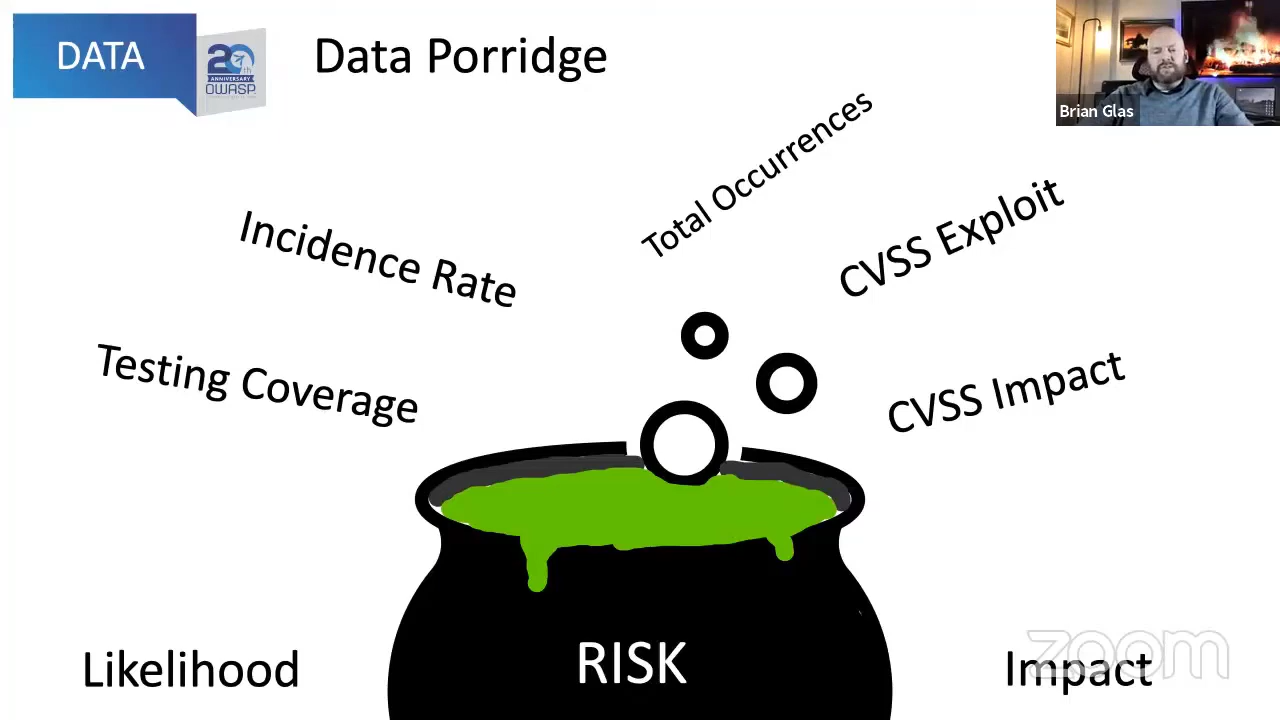 DATA
20th
ANNIVERSARY
OWASP
Data Porridge
Brian Glas
Total Occurrences
Incidence Rate
CVSS Exploit
Testing Coverage
CVSS Impact
Likelihood
RISK
Impact
zoom